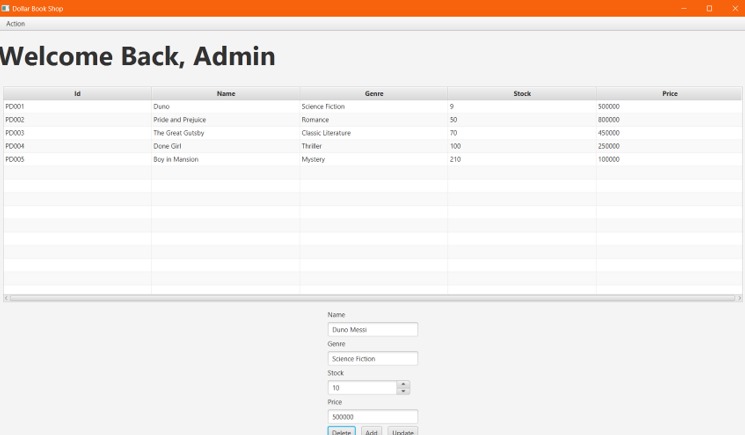 Dollar Book Shop
Action
Welcome Back, Admin
Id Name Genre Stock Price
PD001 Duno Science Fiction 9 500000
PD002 Pride and Prejuice Romance 50 800000
PD003 The Great Gutsby Classic Literature 70 450000
PD004 Done Girl Thriller 100 250000
PD005 Boy in Mansion Mystery 210 100000
Name
Duno Messi
Genre
Science Fiction
Stock
10
Price
500000
Delete Add Update